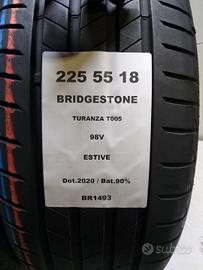 225 55 18
BRIDGESTONE
TURANZA T005
98V
ESTIVE
Dot.2020 / Bat.90%
BR1493
subito